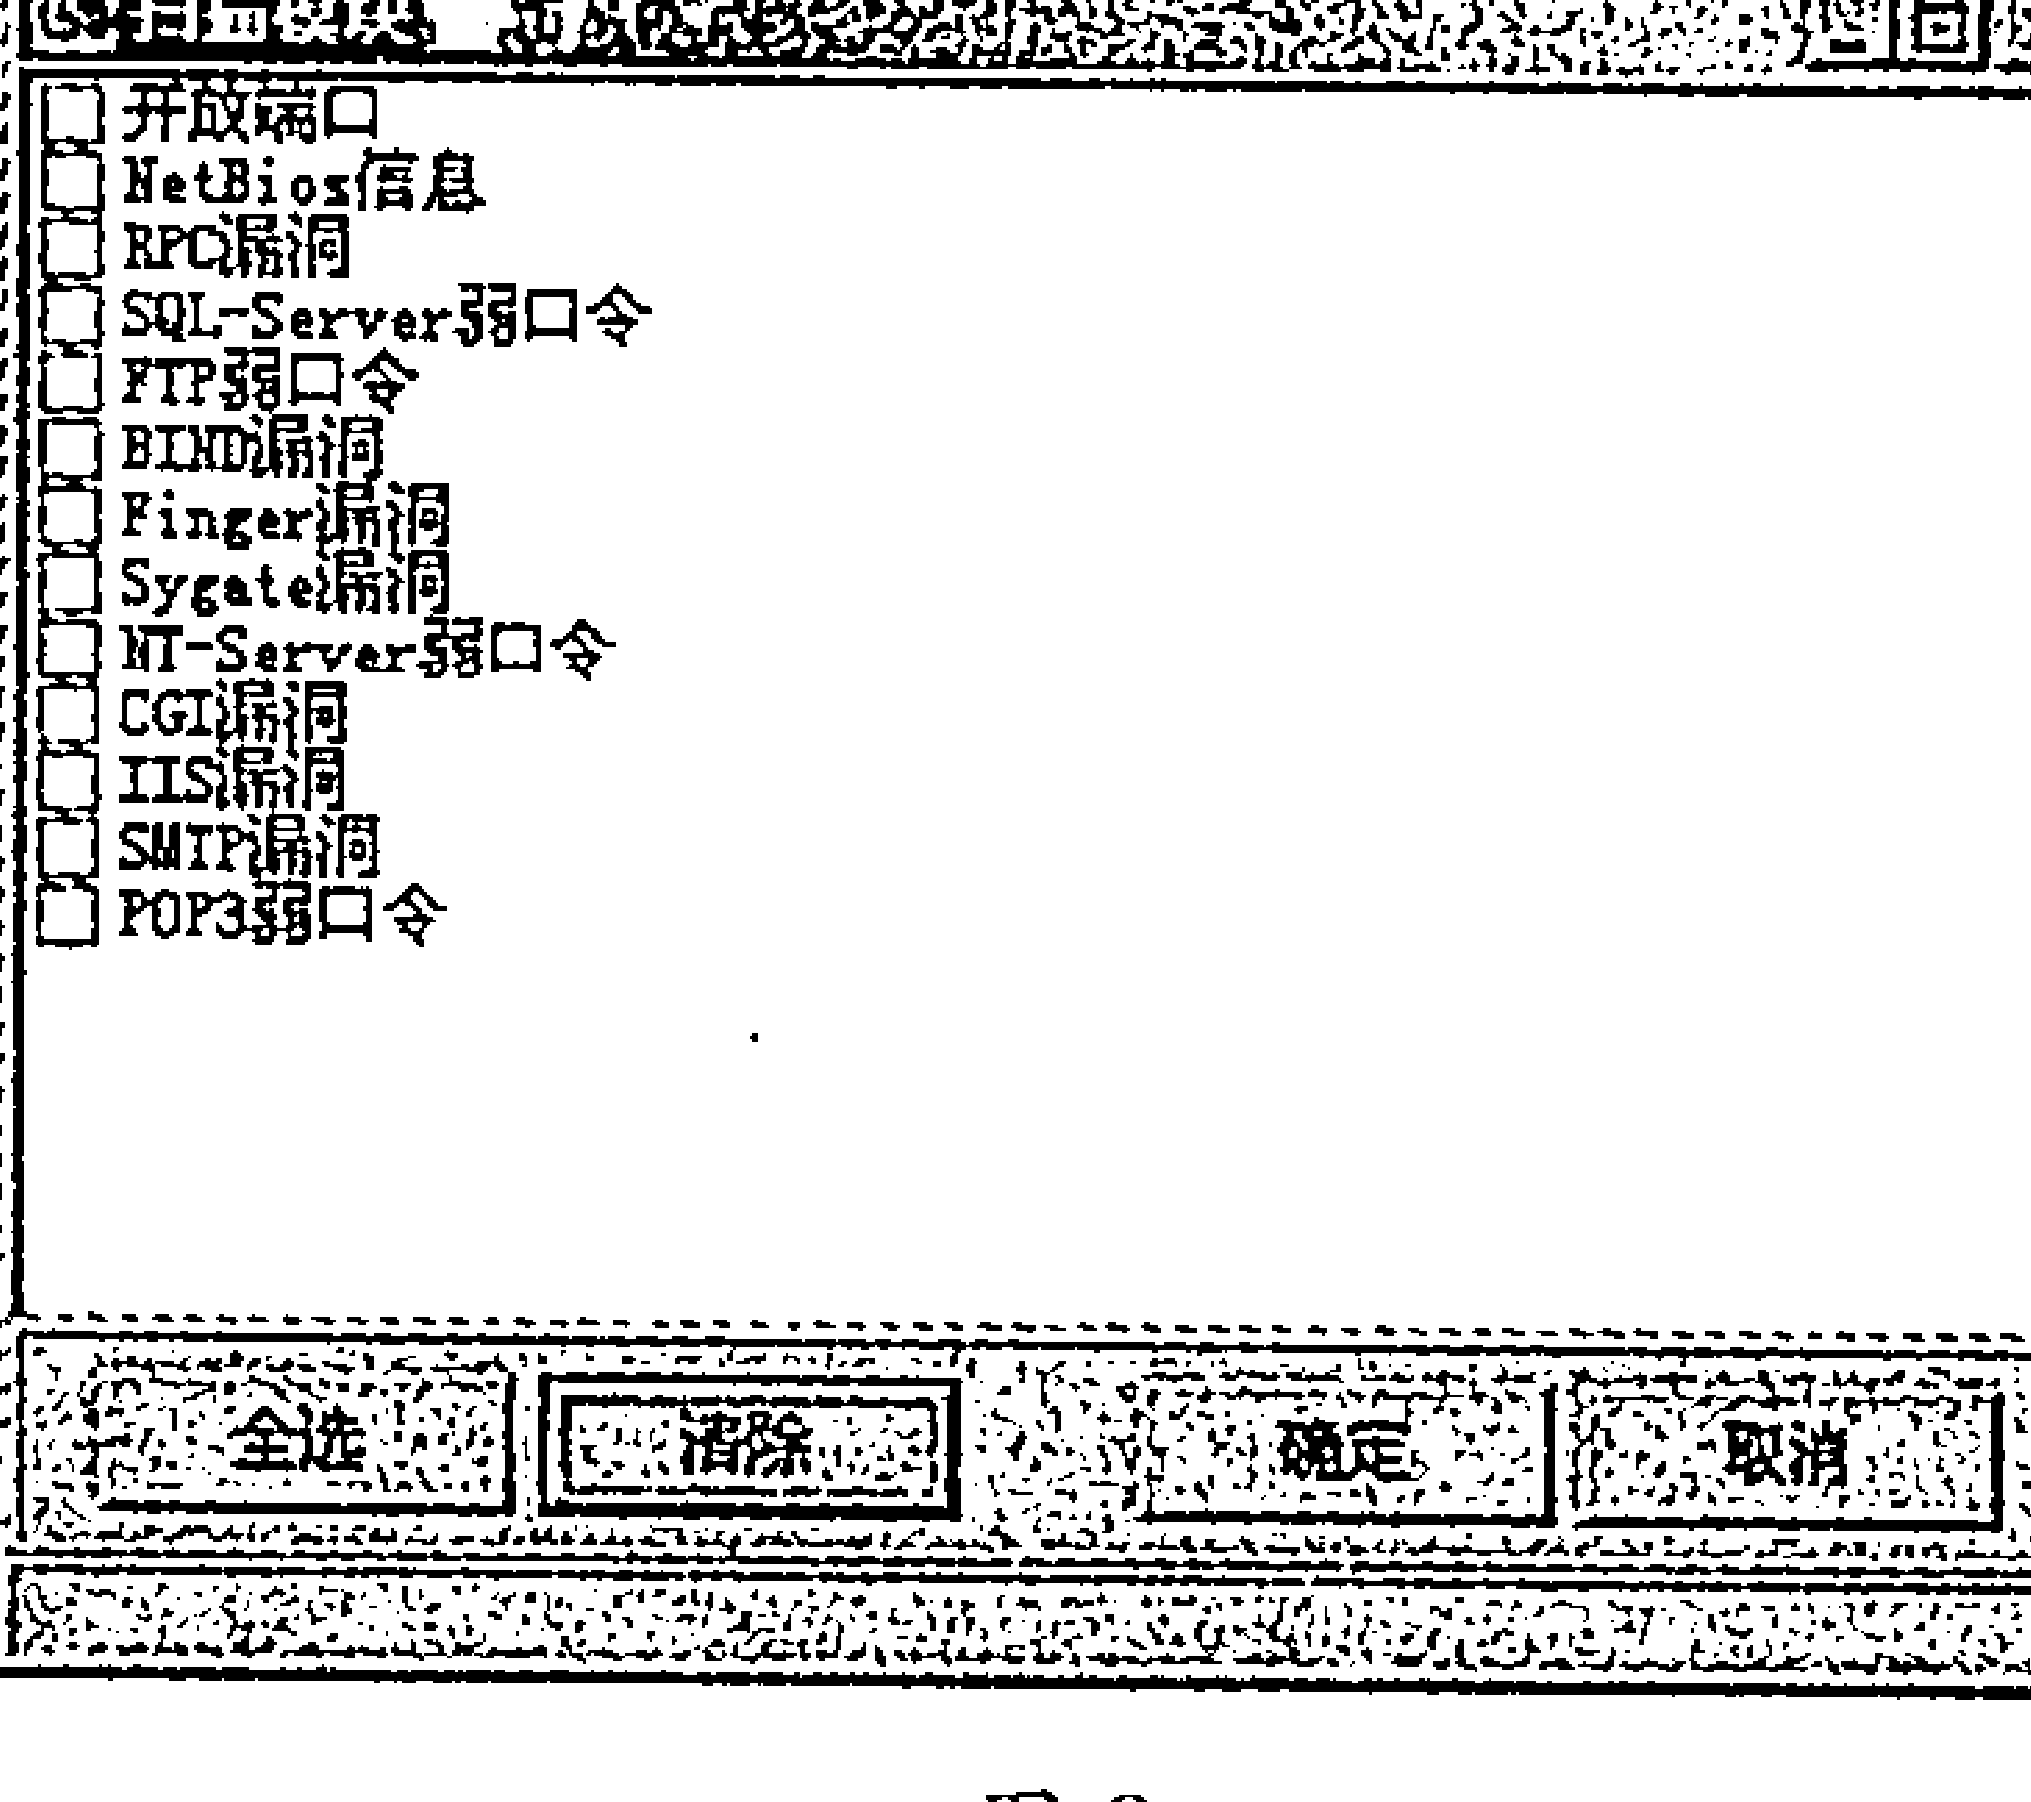 开放端口
NetBios信息
RPC漏洞
SQL-Server弱口令
FTP弱口令
BIND漏洞
Finger漏洞
Sygate漏洞
NT-Server弱口令
CGI漏洞
IIS漏洞
SMTP漏洞
POP3弱口令
全选 清除 确定 取消